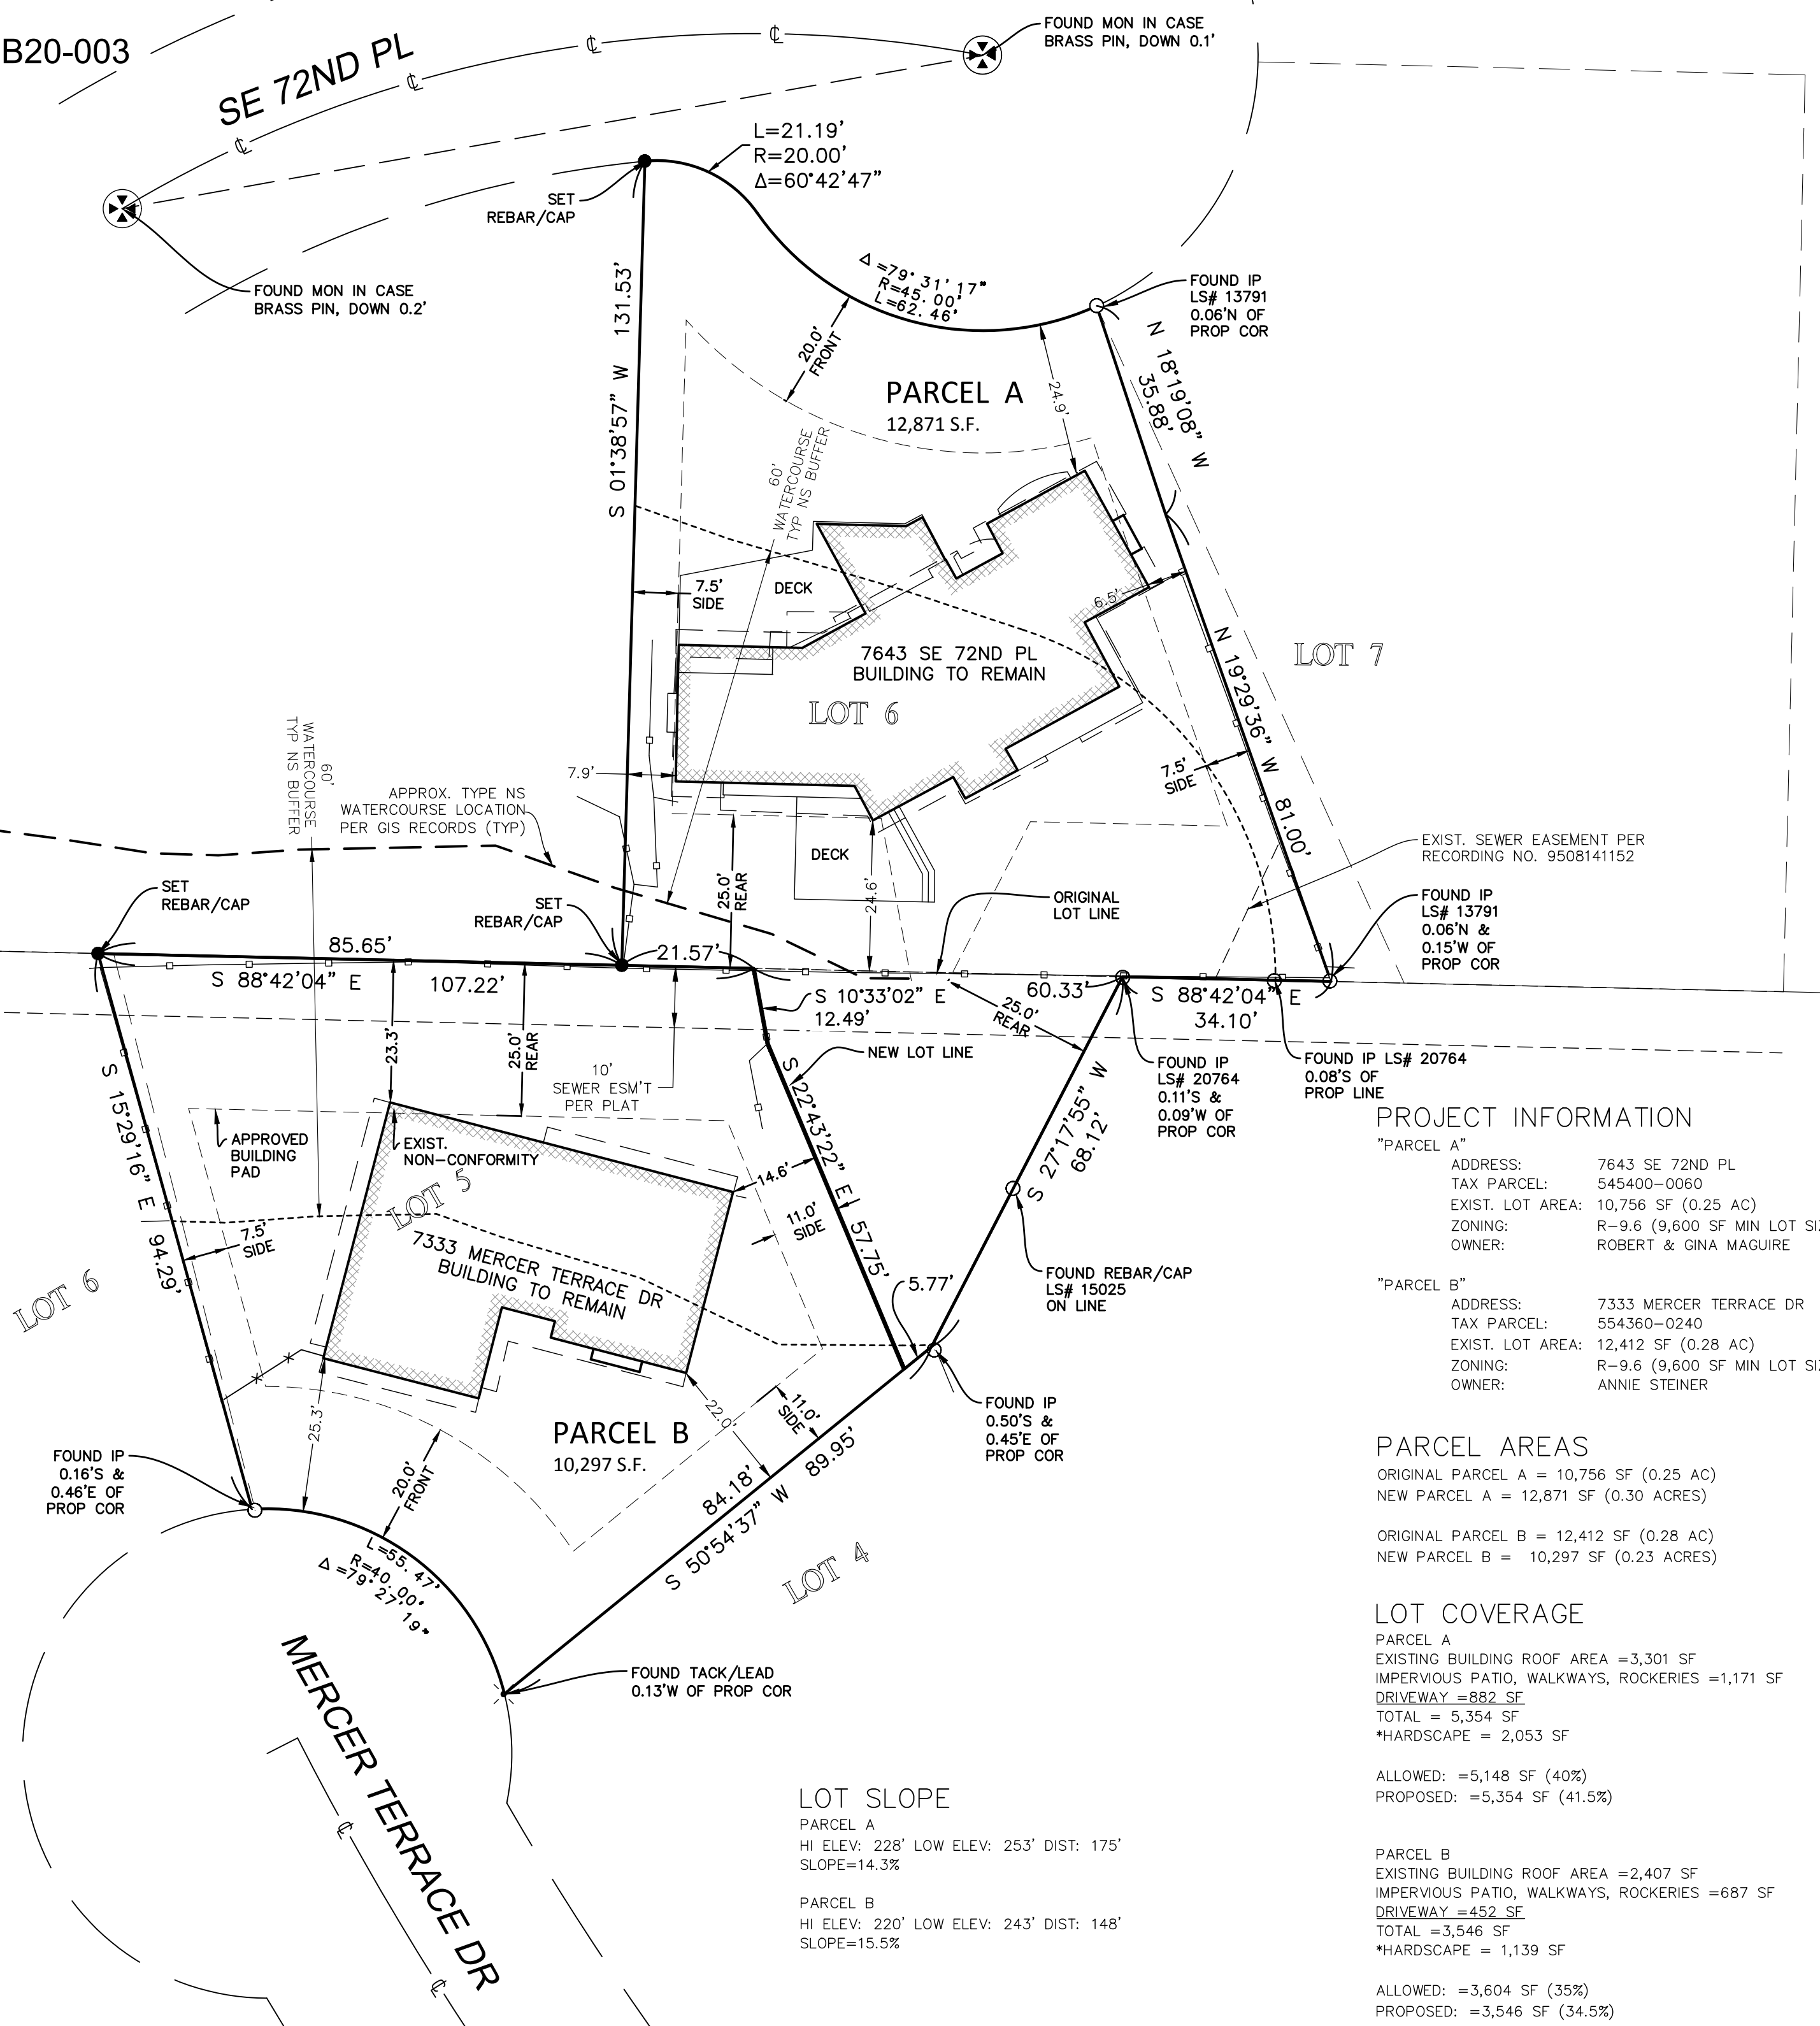 B20-003
SE 72ND PL
FOUND MON IN CASE
BRASS PIN, DOWN 0.1'
L=21.19'
R=20.00'
Δ=60°42'47"
SET
REBAR/CAP
FOUND MON IN CASE
BRASS PIN, DOWN 0.2'
Δ=79°31'17"
R=45.00'
L=62.46'
FOUND IP
LS# 13791
0.06'N OF
PROP COR
20.0'
FRONT
S 01°38'57" W 131.53'
N 18°19'08" W
35.88'
PARCEL A
12,871 S.F.
24.9'
60'
WATERCOURSE
TYP NS BUFFER
7.5'
SIDE
DECK
6.5'
7643 SE 72ND PL
BUILDING TO REMAIN
LOT 6
LOT 7
N 19°29'36" W 81.00'
7.5'
SIDE
7.9'
60'
WATERCOURSE
TYP NS BUFFER
APPROX. TYPE NS
WATERCOURSE LOCATION
PER GIS RECORDS (TYP)
DECK
25.0'
REAR
24.6'
EXIST. SEWER EASEMENT PER
RECORDING NO. 9508141152
SET
REBAR/CAP
SET
REBAR/CAP
ORIGINAL
LOT LINE
FOUND IP
LS# 13791
0.06'N &
0.15'W OF
PROP COR
85.65'
21.57'
S 88°42'04" E 107.22'
S 10°33'02" E
12.49'
60.33'
S 88°42'04" E
34.10'
25.0'
REAR
23.3'
25.0'
REAR
10'
SEWER ESM'T
PER PLAT
NEW LOT LINE
FOUND IP
LS# 20764
0.11'S &
0.09'W OF
PROP COR
FOUND IP LS# 20764
0.08'S OF
PROP LINE
S 15°29'16" E 94.29'
APPROVED
BUILDING
PAD
EXIST.
NON-CONFORMITY
LOT 5
7333 MERCER TERRACE DR
BUILDING TO REMAIN
14.6'
11.0'
SIDE
S 22°43'22" E 57.75'
S 27°17'55" W
68.12'
7.5'
SIDE
LOT 6
5.77'
FOUND REBAR/CAP
LS# 15025
ON LINE
FOUND IP
0.50'S &
0.45'E OF
PROP COR
25.3'
22.0'
11.0'
SIDE
PARCEL B
10,297 S.F.
FOUND IP
0.16'S &
0.46'E OF
PROP COR
20.0'
FRONT
84.18'
89.95'
S 50°54'37" W
L=55.47'
R=40.00'
Δ=79°27'19"
LOT 4
FOUND TACK/LEAD
0.13'W OF PROP COR
MERCER TERRACE DR
LOT SLOPE
PARCEL A
HI ELEV: 228' LOW ELEV: 253' DIST: 175'
SLOPE=14.3%
PARCEL B
HI ELEV: 220' LOW ELEV: 243' DIST: 148'
SLOPE=15.5%
PROJECT INFORMATION
"PARCEL A"
ADDRESS: 7643 SE 72ND PL
TAX PARCEL: 545400-0060
EXIST. LOT AREA: 10,756 SF (0.25 AC)
ZONING: R-9.6 (9,600 SF MIN LOT
OWNER: ROBERT & GINA MAGUIRE
"PARCEL B"
ADDRESS: 7333 MERCER TERRACE DR
TAX PARCEL: 554360-0240
EXIST. LOT AREA: 12,412 SF (0.28 AC)
ZONING: R-9.6 (9,600 SF MIN LOT
OWNER: ANNIE STEINER
PARCEL AREAS
ORIGINAL PARCEL A = 10,756 SF (0.25 AC)
NEW PARCEL A = 12,871 SF (0.30 ACRES)
ORIGINAL PARCEL B = 12,412 SF (0.28 AC)
NEW PARCEL B = 10,297 SF (0.23 ACRES)
LOT COVERAGE
PARCEL A
EXISTING BUILDING ROOF AREA =3,301 SF
IMPERVIOUS PATIO, WALKWAYS, ROCKERIES =1,171 SF
DRIVEWAY =882 SF
TOTAL = 5,354 SF
*HARDSCAPE = 2,053 SF
ALLOWED: =5,148 SF (40%)
PROPOSED: =5,354 SF (41.5%)
PARCEL B
EXISTING BUILDING ROOF AREA =2,407 SF
IMPERVIOUS PATIO, WALKWAYS, ROCKERIES =687 SF
DRIVEWAY =452 SF
TOTAL =3,546 SF
*HARDSCAPE = 1,139 SF
ALLOWED: =3,604 SF (35%)
PROPOSED: =3,546 SF (34.5%)